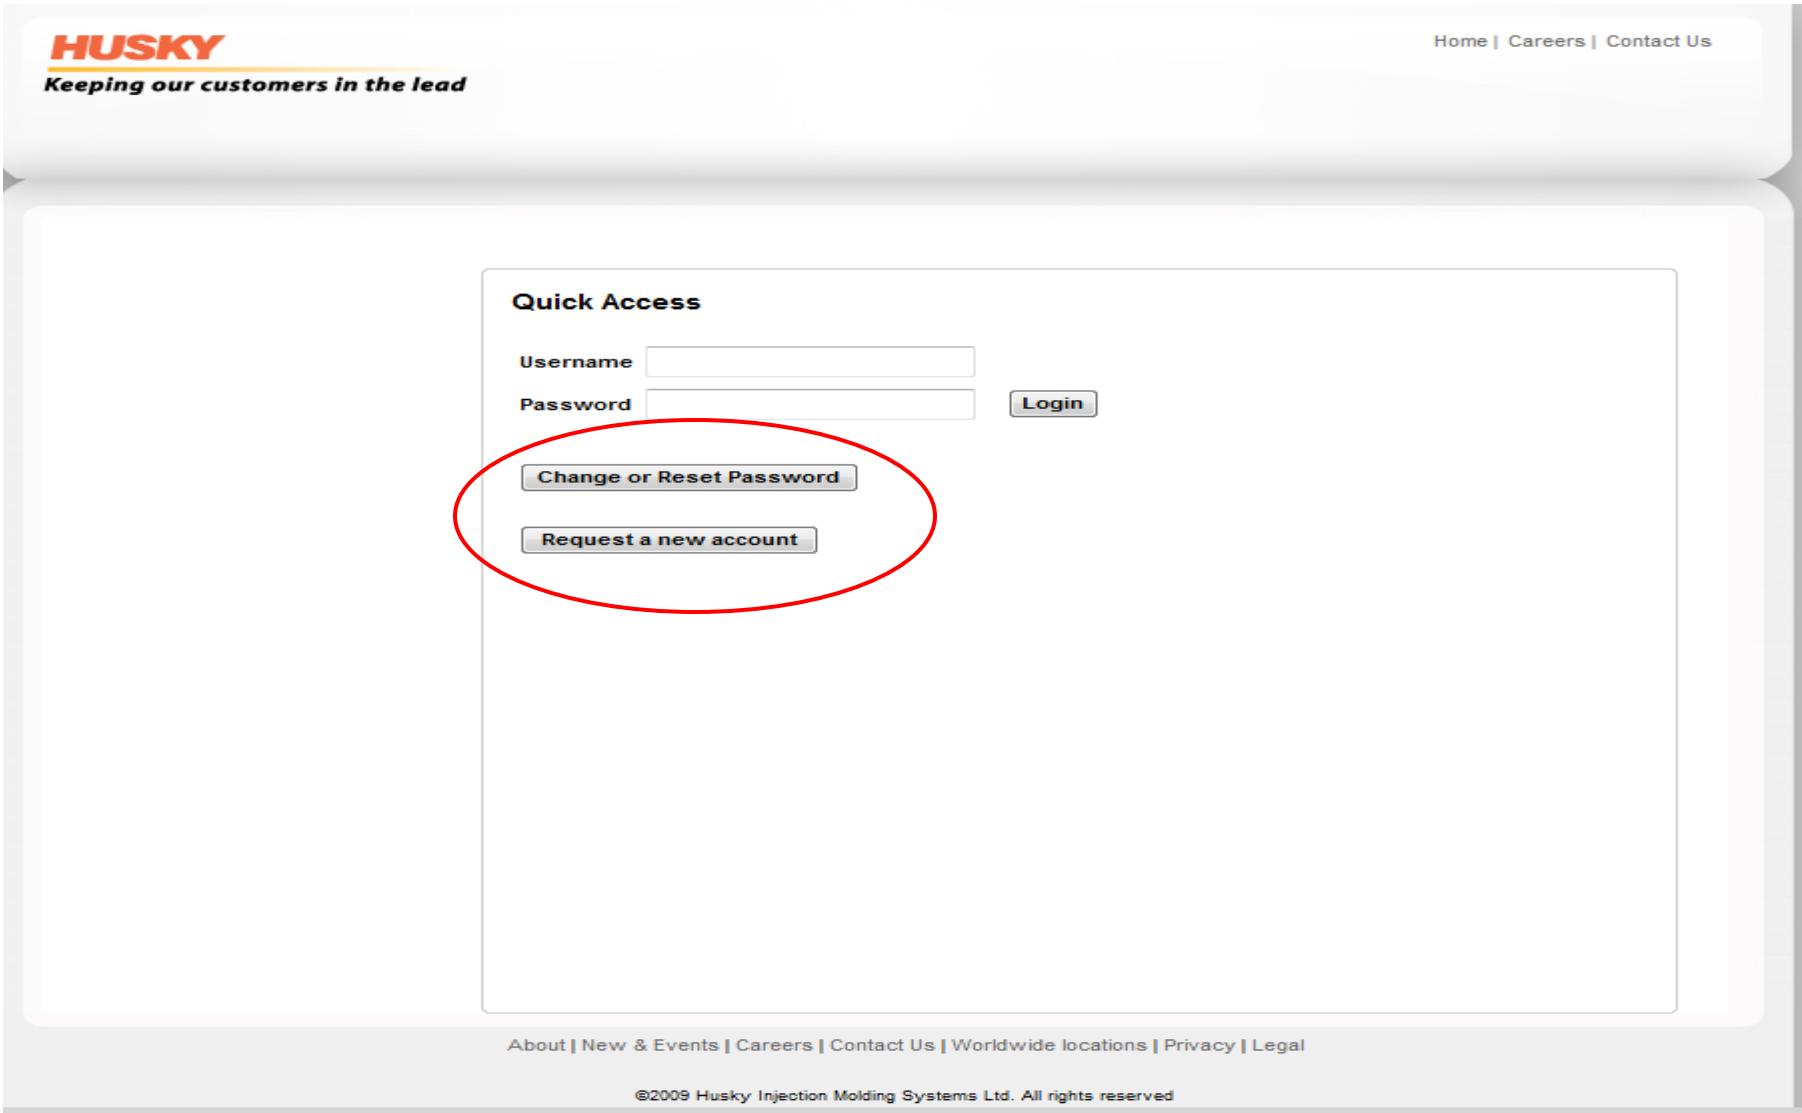 HUSKY
Keeping our customers in the lead
Home | Careers | Contact Us
Quick Access
Username
Password
Login
Change or Reset Password
Request a new account
About | New & Events | Careers | Contact Us | Worldwide locations | Privacy | Legal
©2009 Husky Injection Molding Systems Ltd. All rights reserved